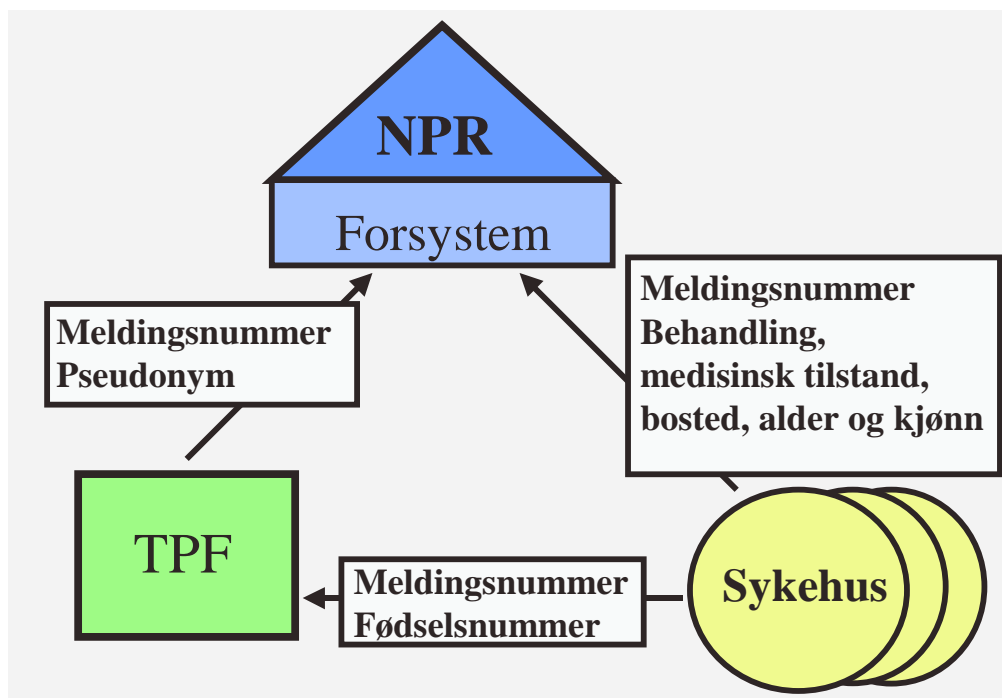 NPR
Forsystem
Meldingsnummer
Pseudonym
Meldingsnummer
Behandling,
medisinsk tilstand,
bosted, alder og kjønn
TPF
Meldingsnummer
Fødselsnummer
Sykehus